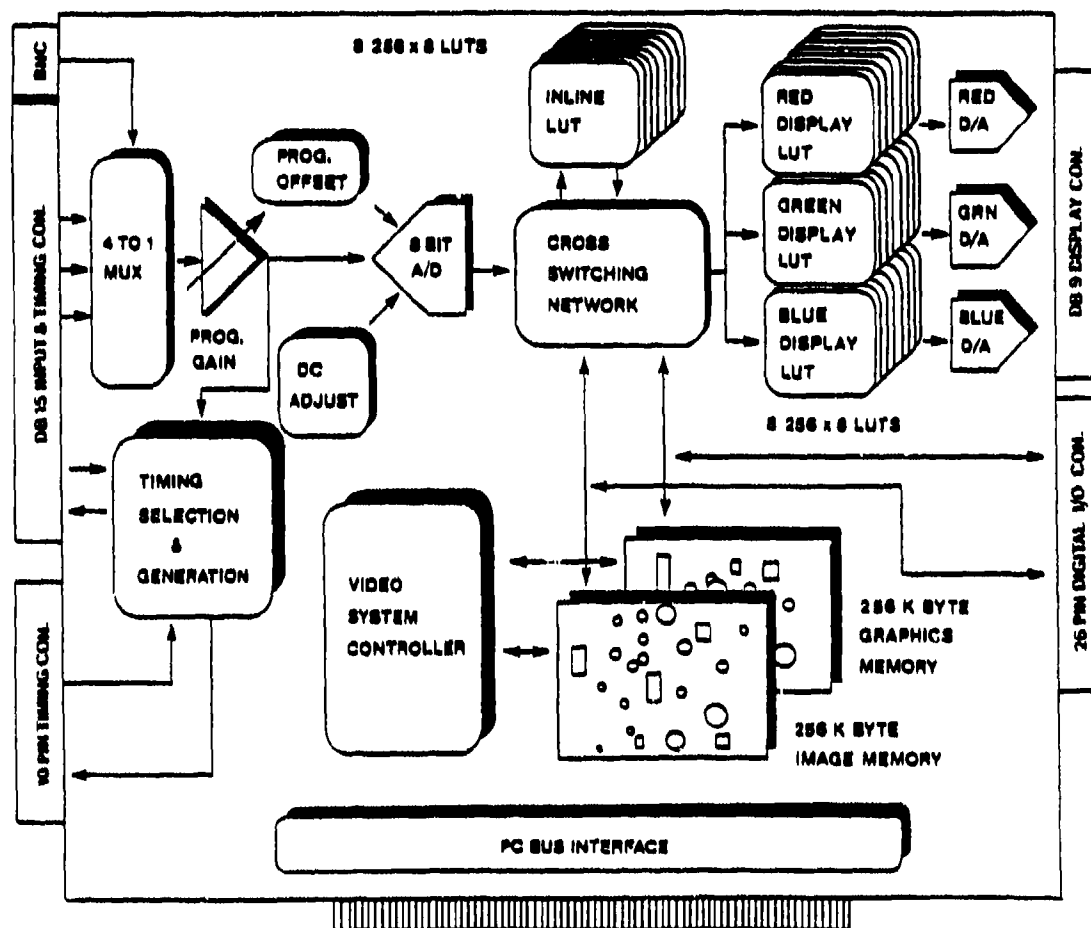 8 256 x 8 LUTS
BNC
DB 15 INPUT & TIMING CON.
10 PIN TIMING CON.
4 TO 1
MUX
PROG.
OFFSET
PROG.
GAIN
DC
ADJUST
8 BIT
A/D
INLINE
LUT
CROSS
SWITCHING
NETWORK
RED
DISPLAY
LUT
GREEN
DISPLAY
LUT
BLUE
DISPLAY
LUT
RED
D/A
GRN
D/A
BLUE
D/A
DB 9 DISPLAY CON.
8 256 x 8 LUTS
26 PIN DIGITAL I/O CON.
TIMING
SELECTION
&
GENERATION
VIDEO
SYSTEM
CONTROLLER
256 K BYTE
GRAPHICS
MEMORY
256 K BYTE
IMAGE MEMORY
PC BUS INTERFACE